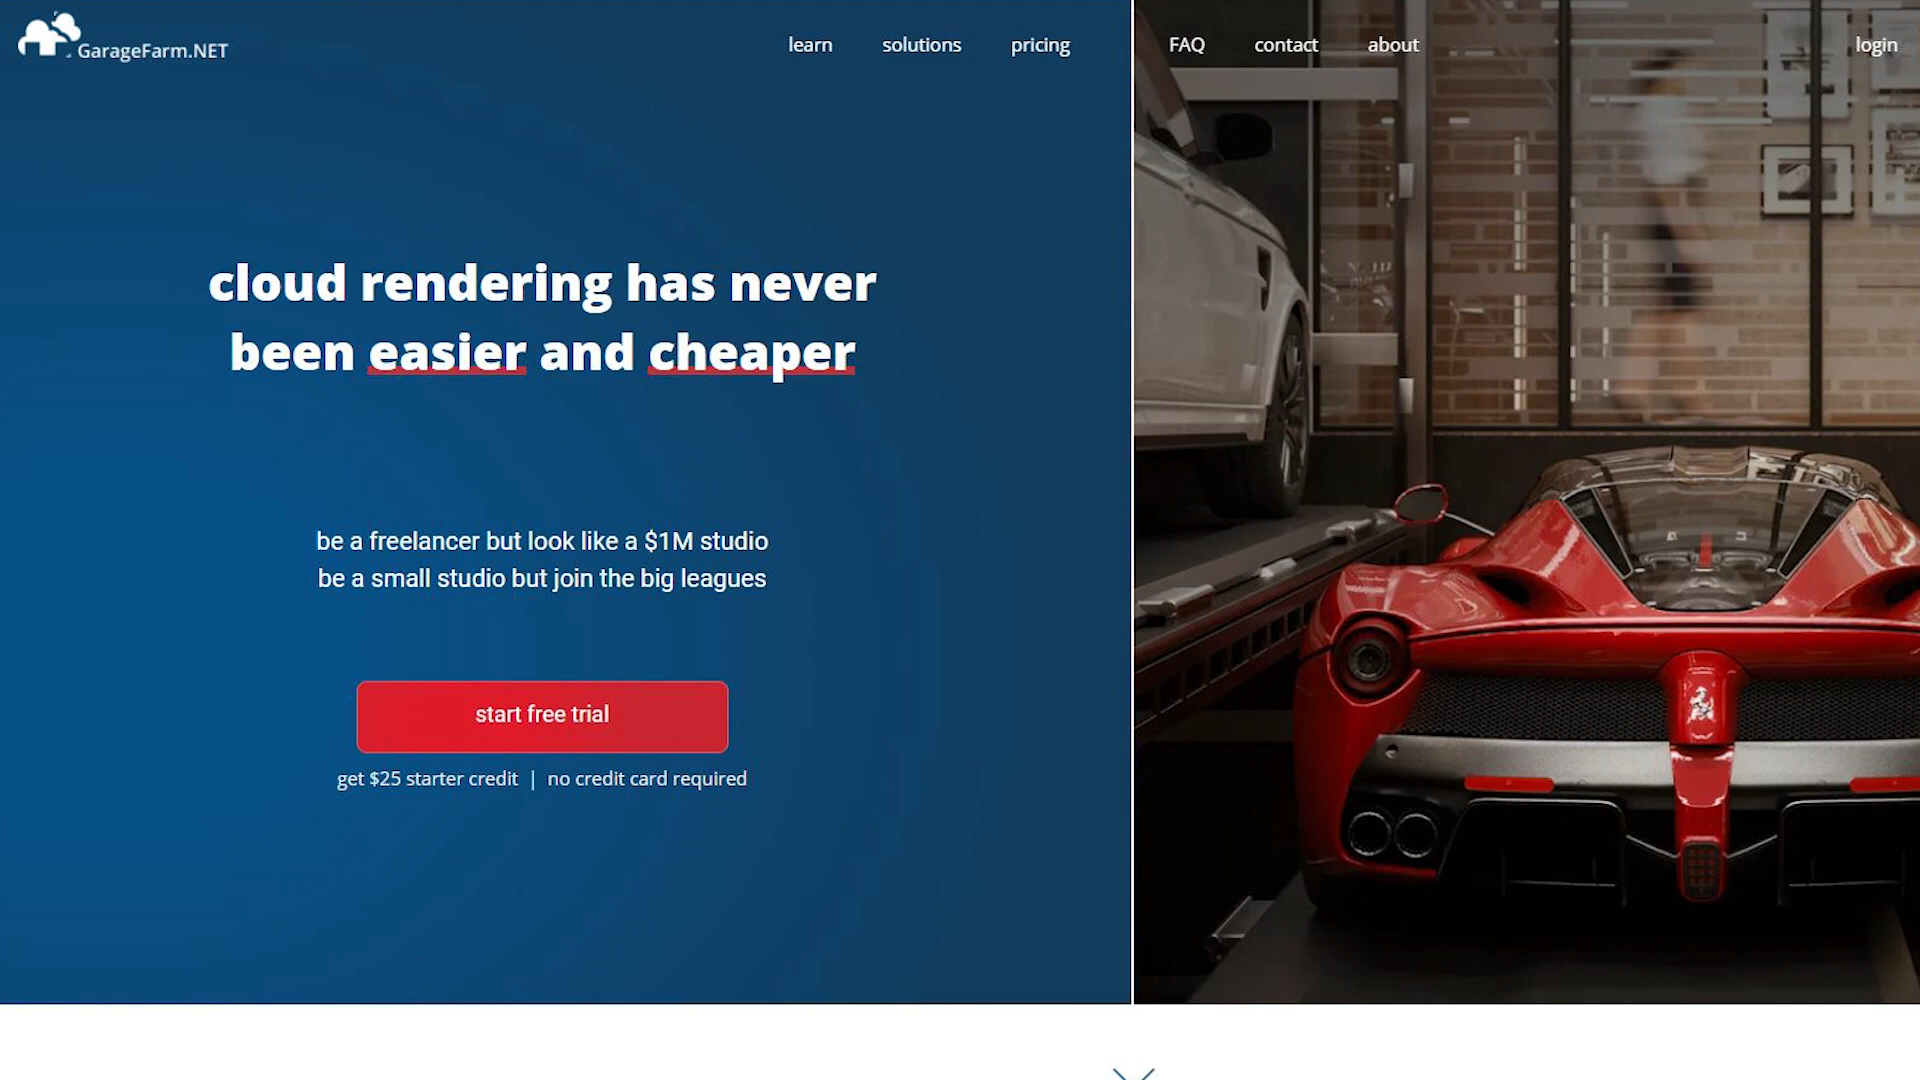 GarageFarm.NET
learn
solutions
pricing
FAQ
contact
about
login
cloud rendering has never
been easier and cheaper
be a freelancer but look like a $1M studio
be a small studio but join the big leagues
start free trial
get $25 starter credit | no credit card required